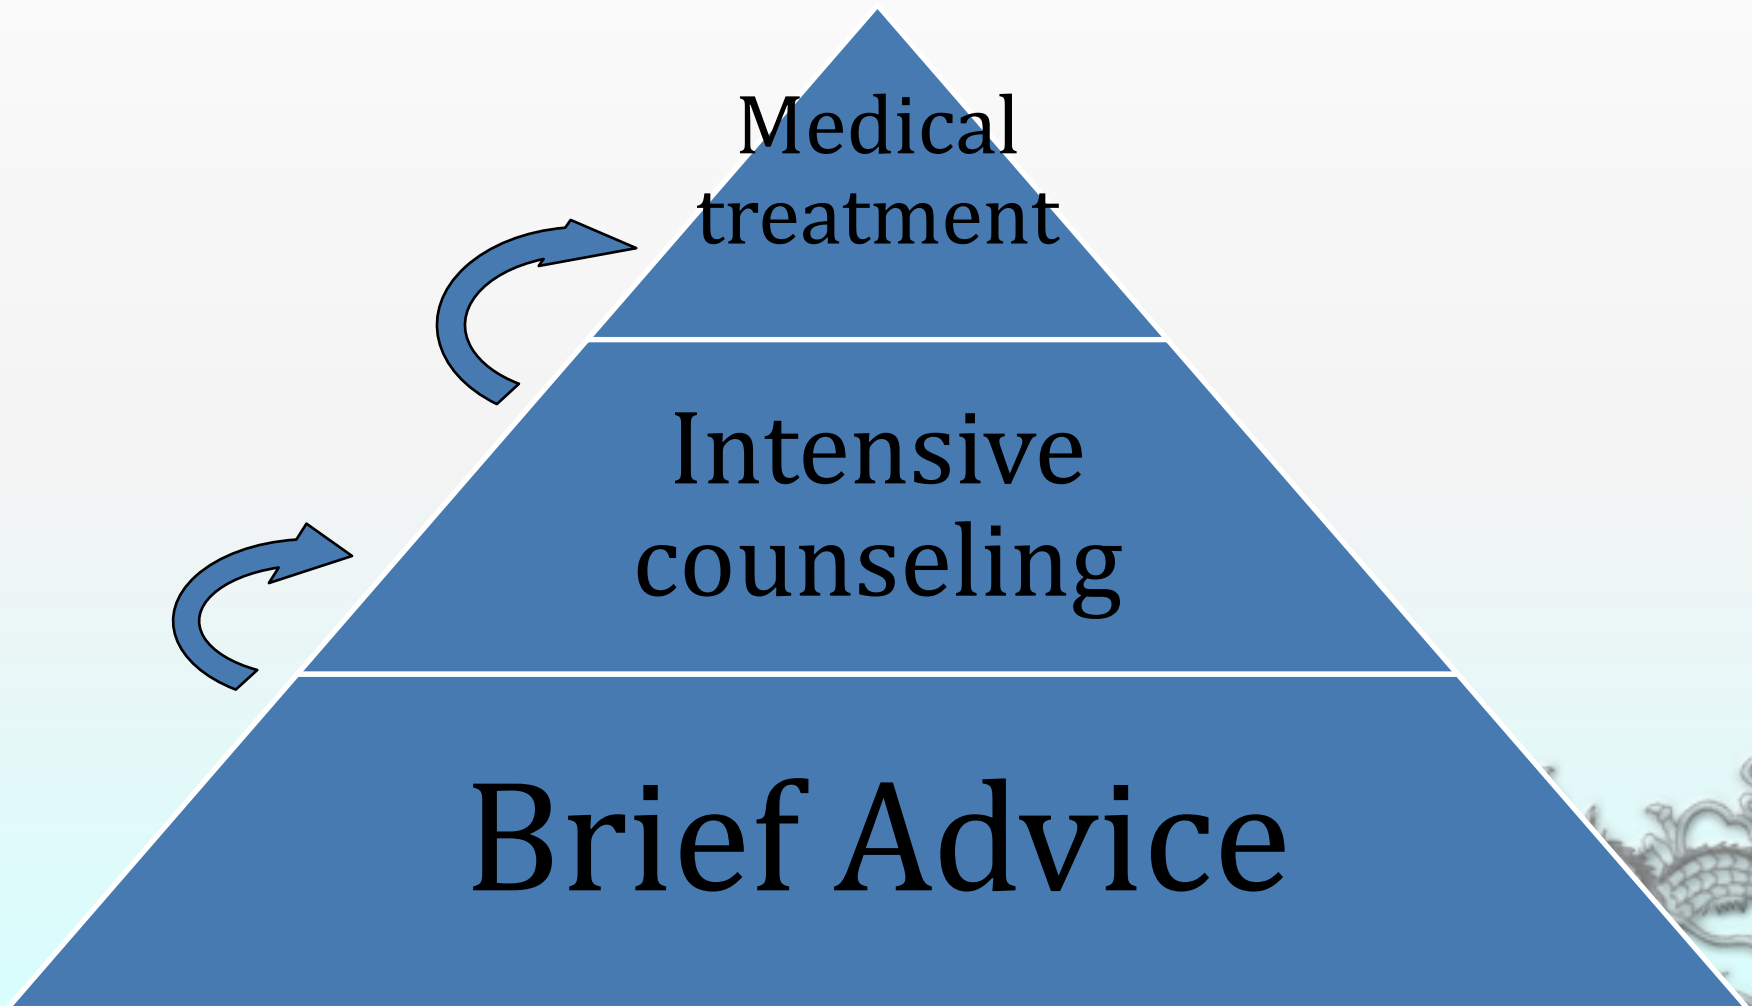 Medical
treatment
Intensive
counseling
Brief Advice